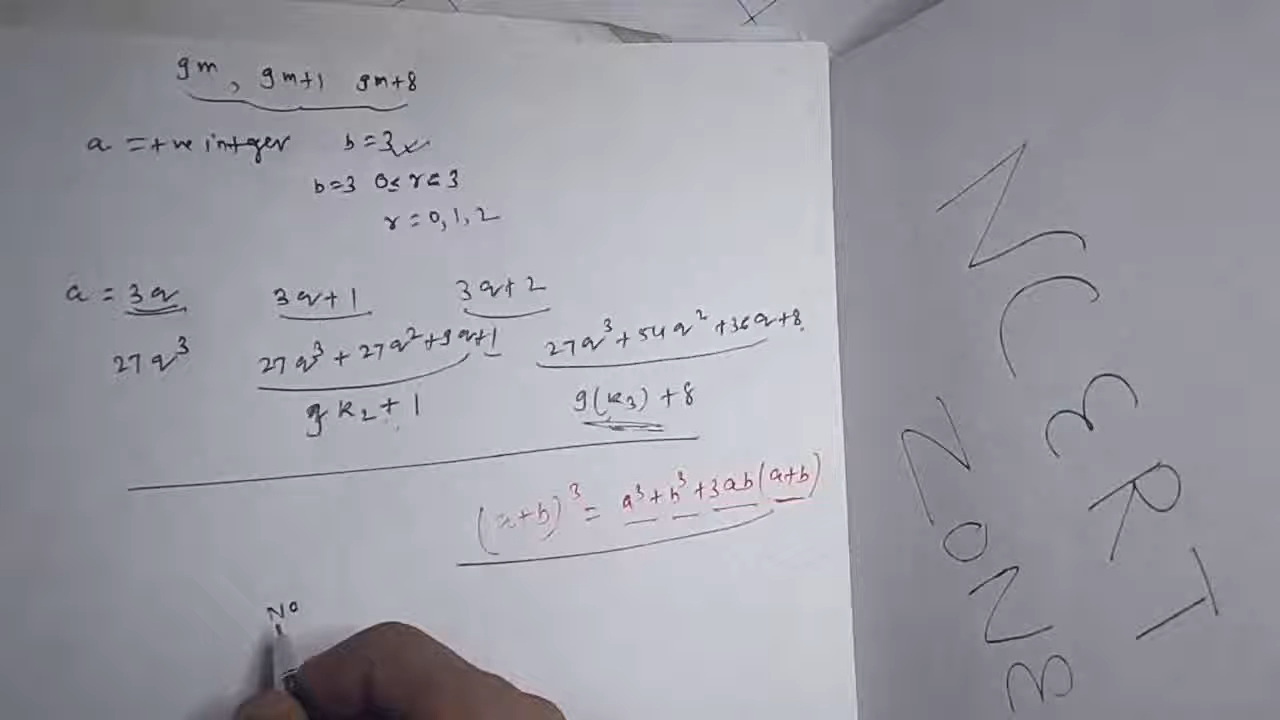 9m, 9m+1 9m+8
a = +ve integer b = 3
b = 3 0 ≤ r < 3
r = 0, 1, 2
a = 3q 3q+1 3q+2
27q³ 27q³ + 27q² + 9q + 1 27q³ + 54q² + 36q + 8
9k₂ + 1 9(k₃) + 8
(a+b)³ = a³ + b³ + 3ab(a+b)
No
NCERT
ZONE